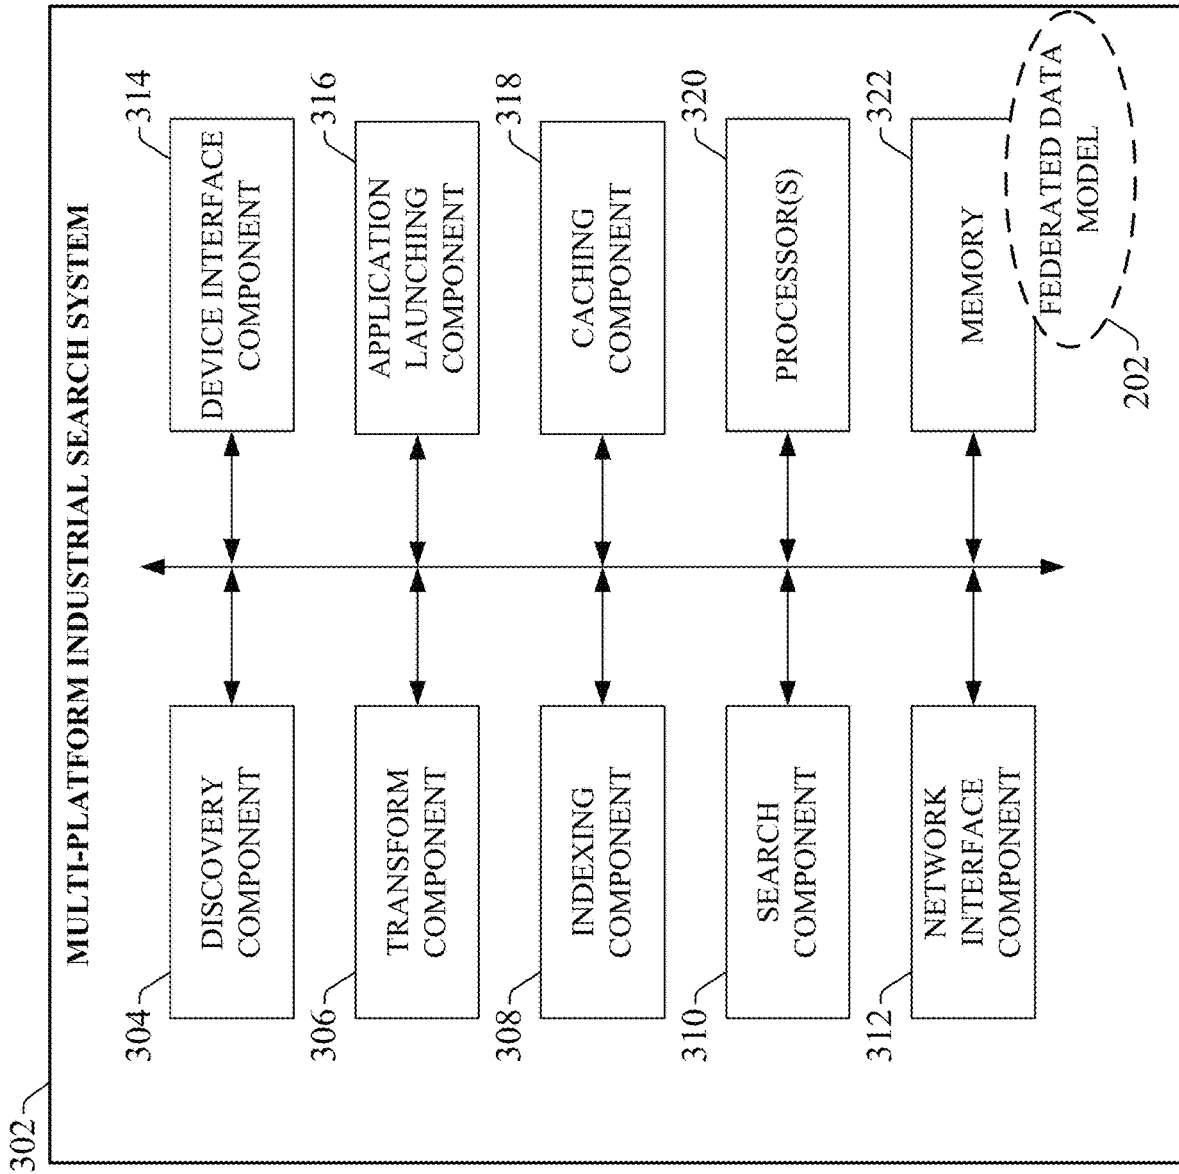 302
MULTI-PLATFORM INDUSTRIAL SEARCH SYSTEM
304
DISCOVERY
COMPONENT
306
TRANSFORM
COMPONENT
308
INDEXING
COMPONENT
310
SEARCH
COMPONENT
312
NETWORK
INTERFACE
COMPONENT
314
DEVICE INTERFACE
COMPONENT
316
APPLICATION
LAUNCHING
COMPONENT
318
CACHING
COMPONENT
320
PROCESSOR(S)
322
MEMORY
FEDERATED DATA
MODEL
202